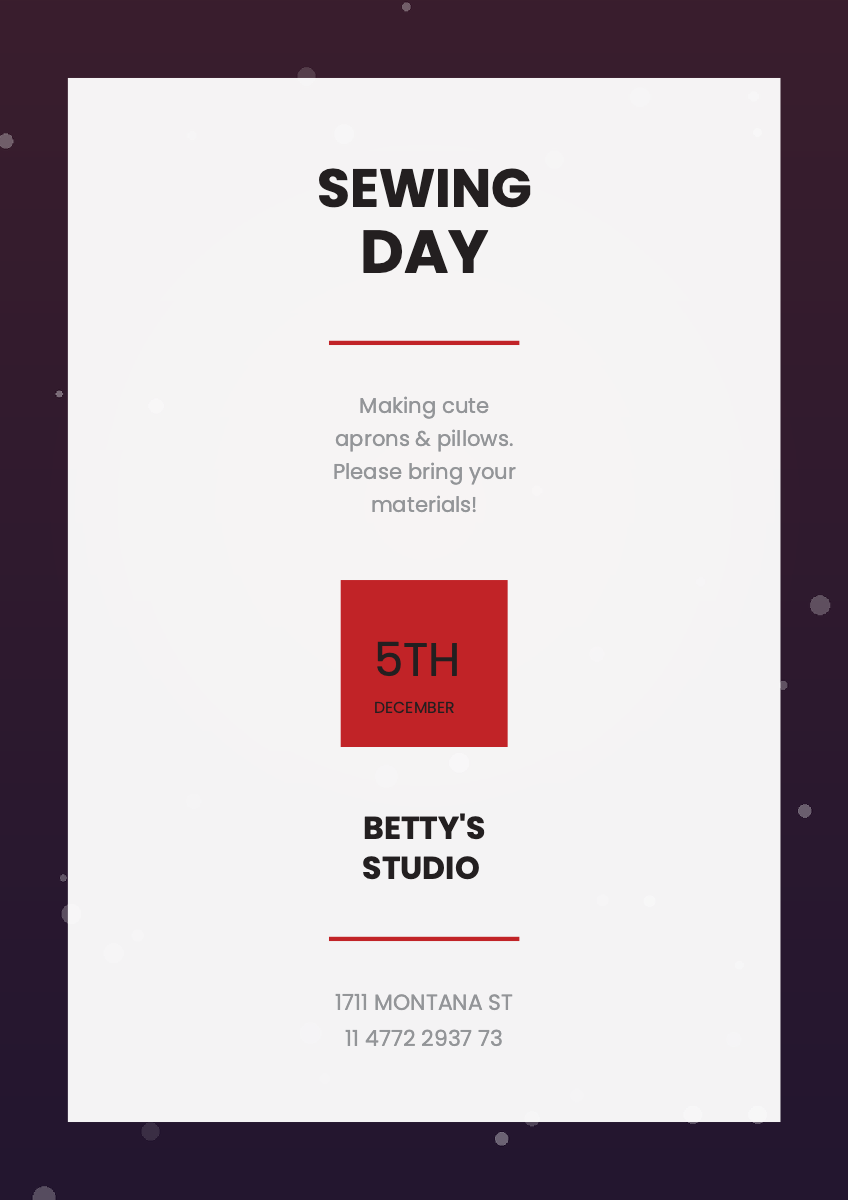 SEWING
DAY
Making cute
aprons & pillows.
Please bring your
materials!
5TH
DECEMBER
BETTY'S
STUDIO
1711 MONTANA ST
11 4772 2937 73